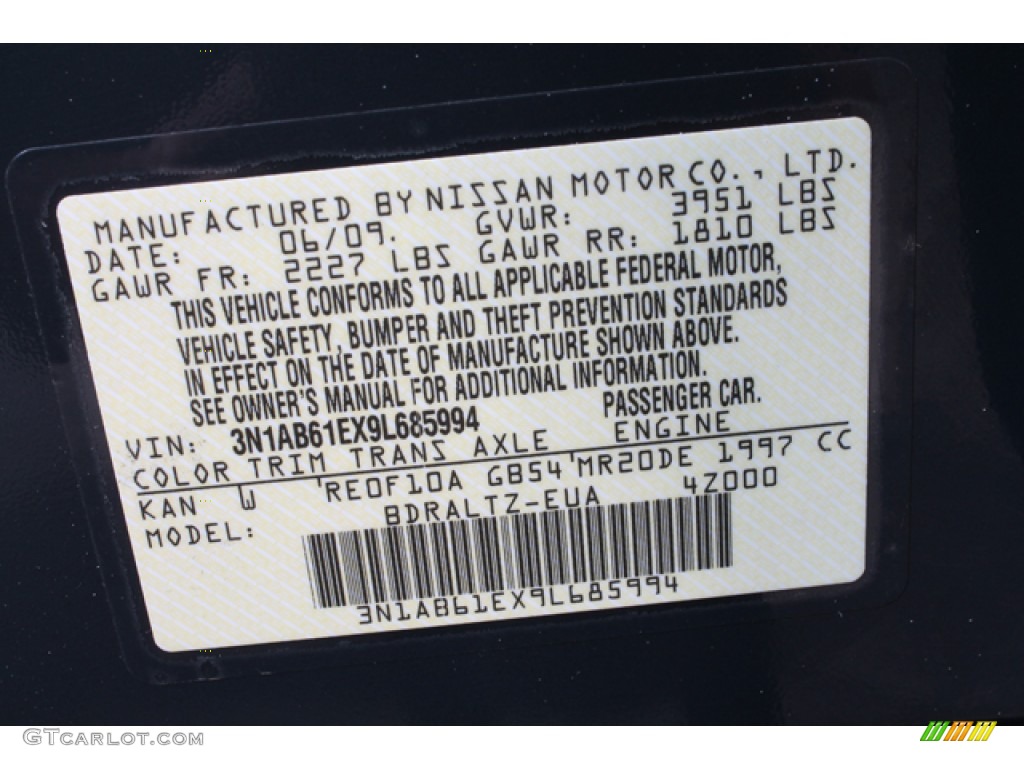 MANUFACTURED BY NISSAN MOTOR CO., LTD.
DATE: 06/09. GVWR: 3951 LBS
GAWR FR: 2227 LBS GAWR RR: 1810 LBS
THIS VEHICLE CONFORMS TO ALL APPLICABLE FEDERAL MOTOR,
VEHICLE SAFETY, BUMPER AND THEFT PREVENTION STANDARDS
IN EFFECT ON THE DATE OF MANUFACTURE SHOWN ABOVE.
SEE OWNER'S MANUAL FOR ADDITIONAL INFORMATION.
VIN: 3N1AB61EX9L685994 PASSENGER CAR.
COLOR TRIM TRANS AXLE ENGINE
KAN W 'RE0F10A GB54'MR20DE 1997 CC
MODEL: BDRALTZ-EUA 4Z000
3N1AB61EX9L685994
GTCARLOT.COM